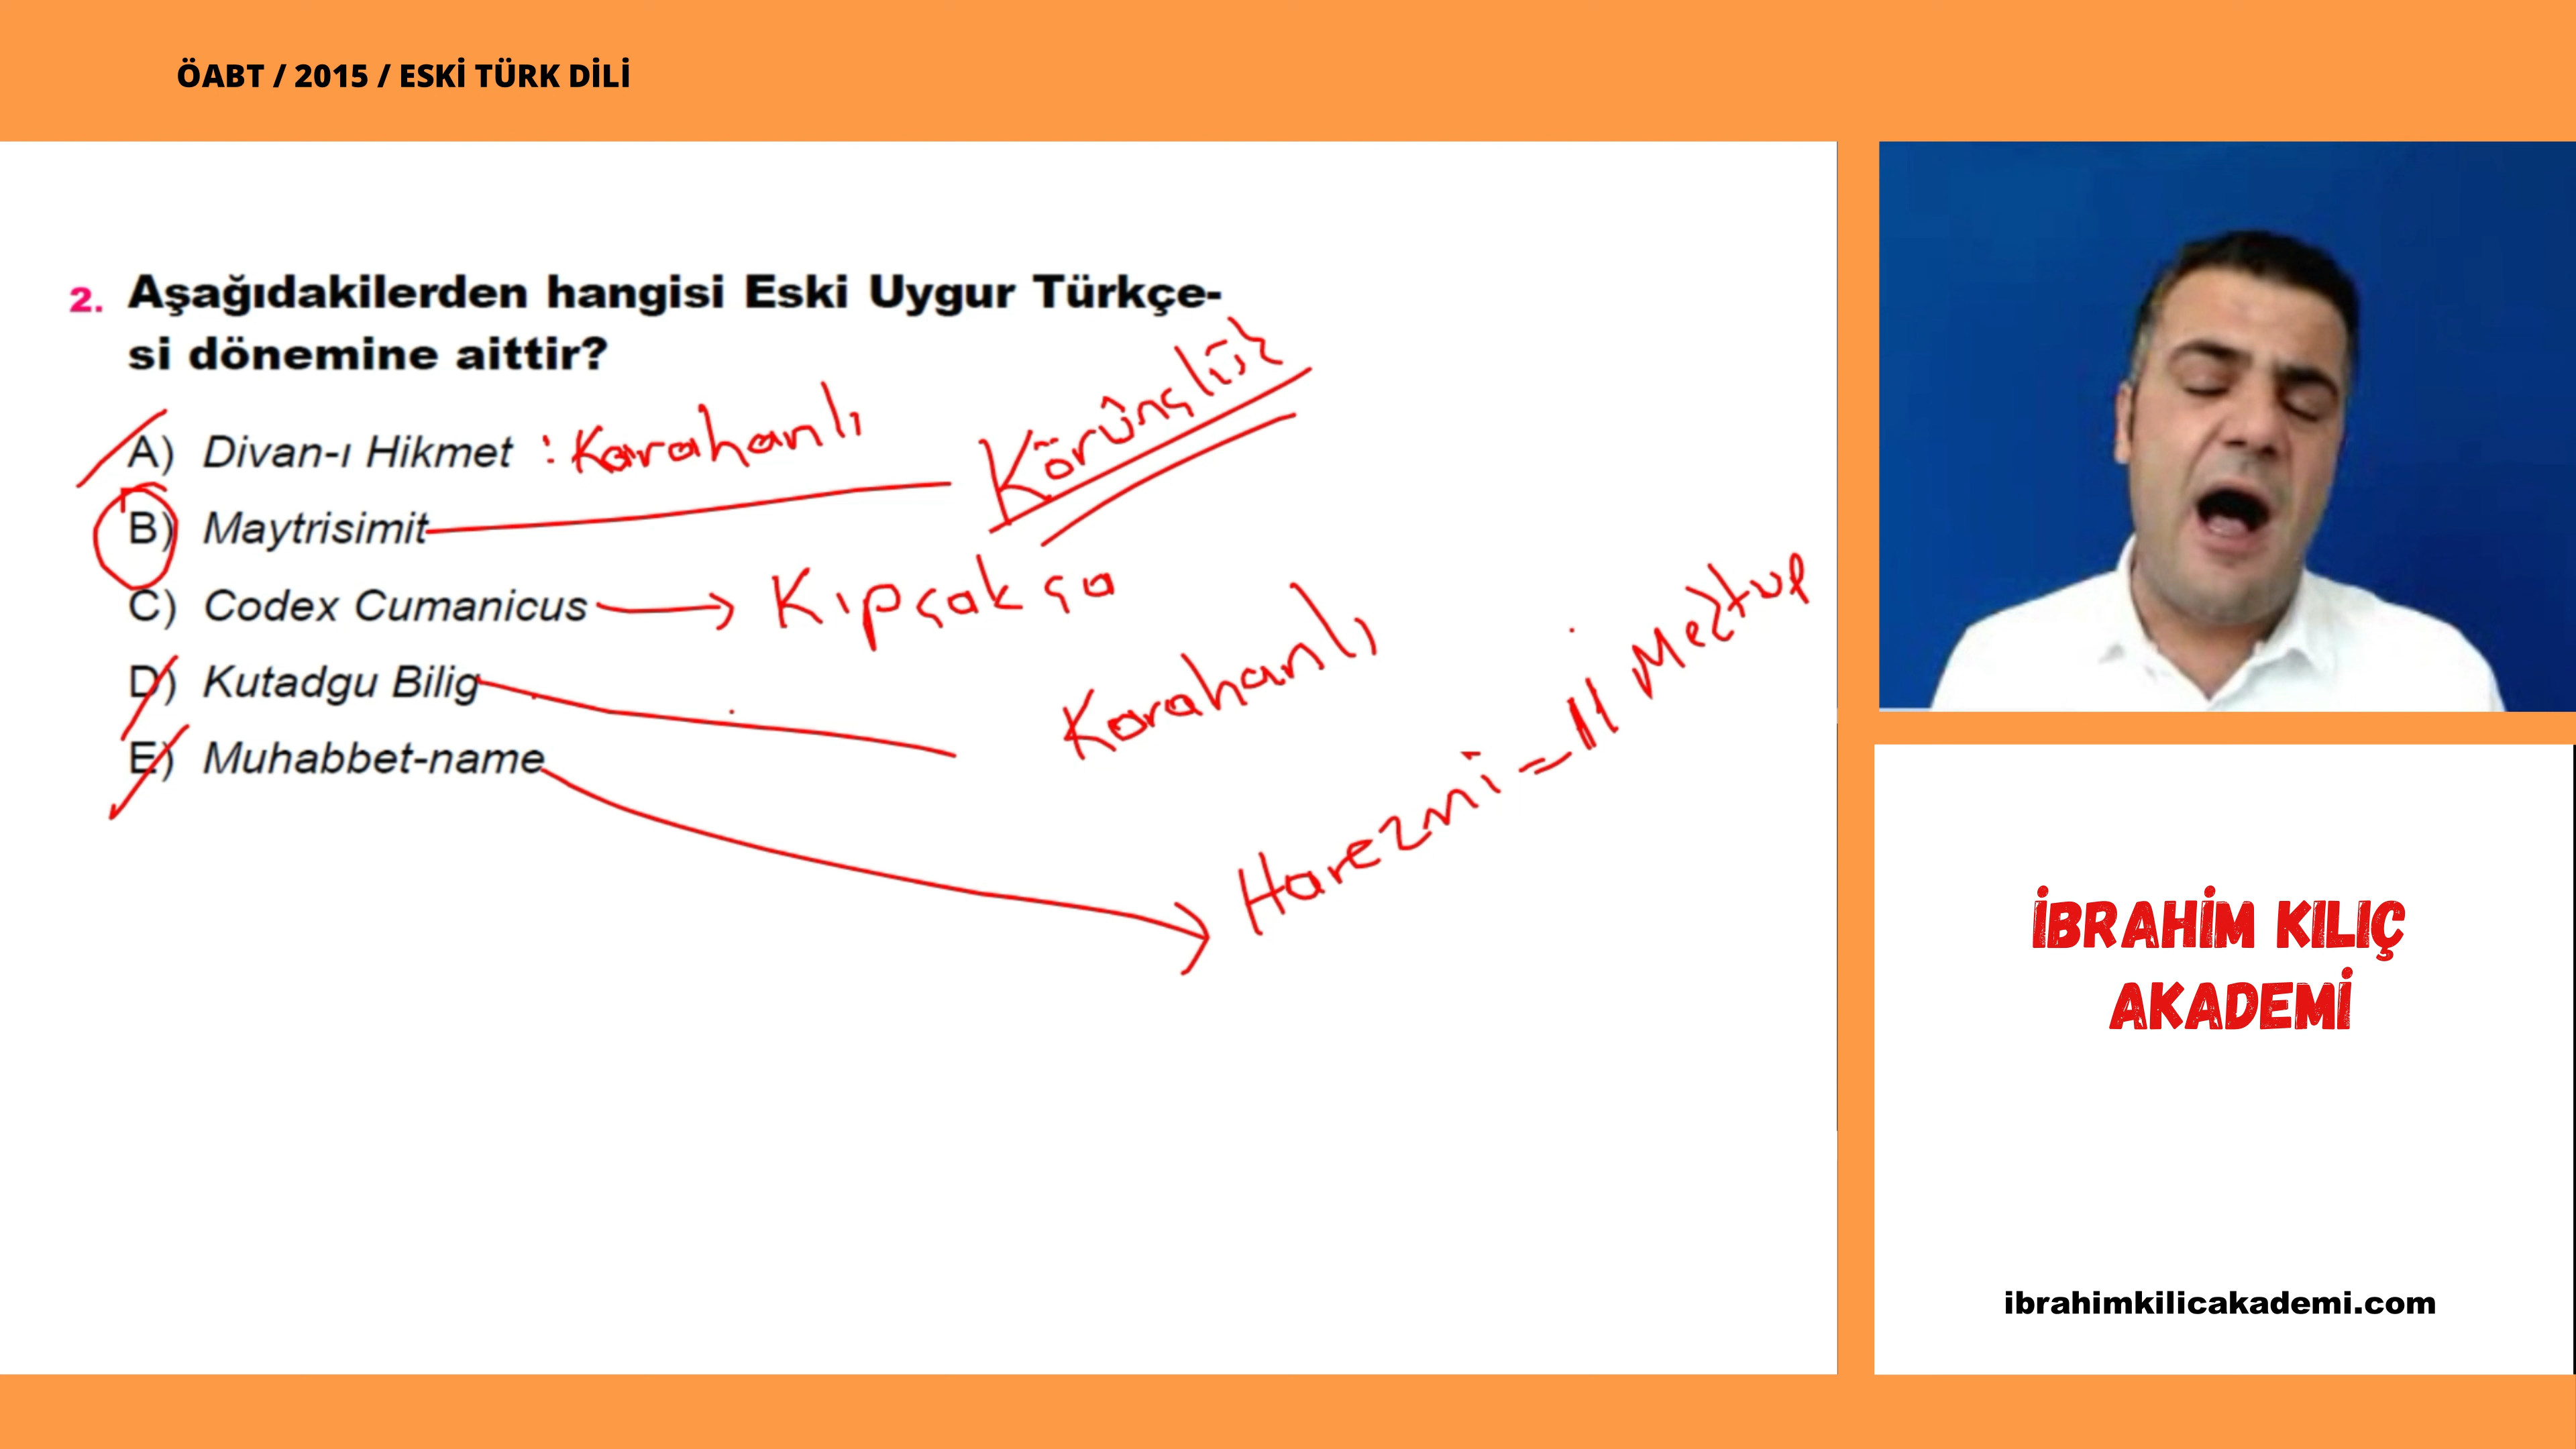 ÖABT / 2015 / ESKİ TÜRK DİLİ
2. Aşağıdakilerden hangisi Eski Uygur Türkçe-
si dönemine aittir?
A) Divan-ı Hikmet : Karahanlı
B) Maytrisimit Körünçlük
C) Codex Cumanicus → Kıpçakça
D) Kutadgu Bilig Karahanlı
E) Muhabbet-name → Harezmi = 11 Mektup
İBRAHİM KILIÇ
AKADEMİ
ibrahimkilicakademi.com